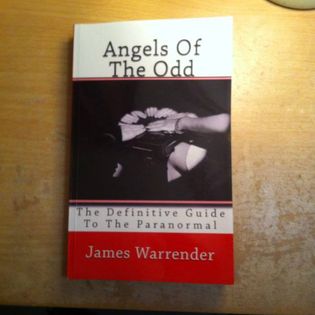 Angels Of
The Odd
The Definitive Guide
To The Paranormal
James Warrender